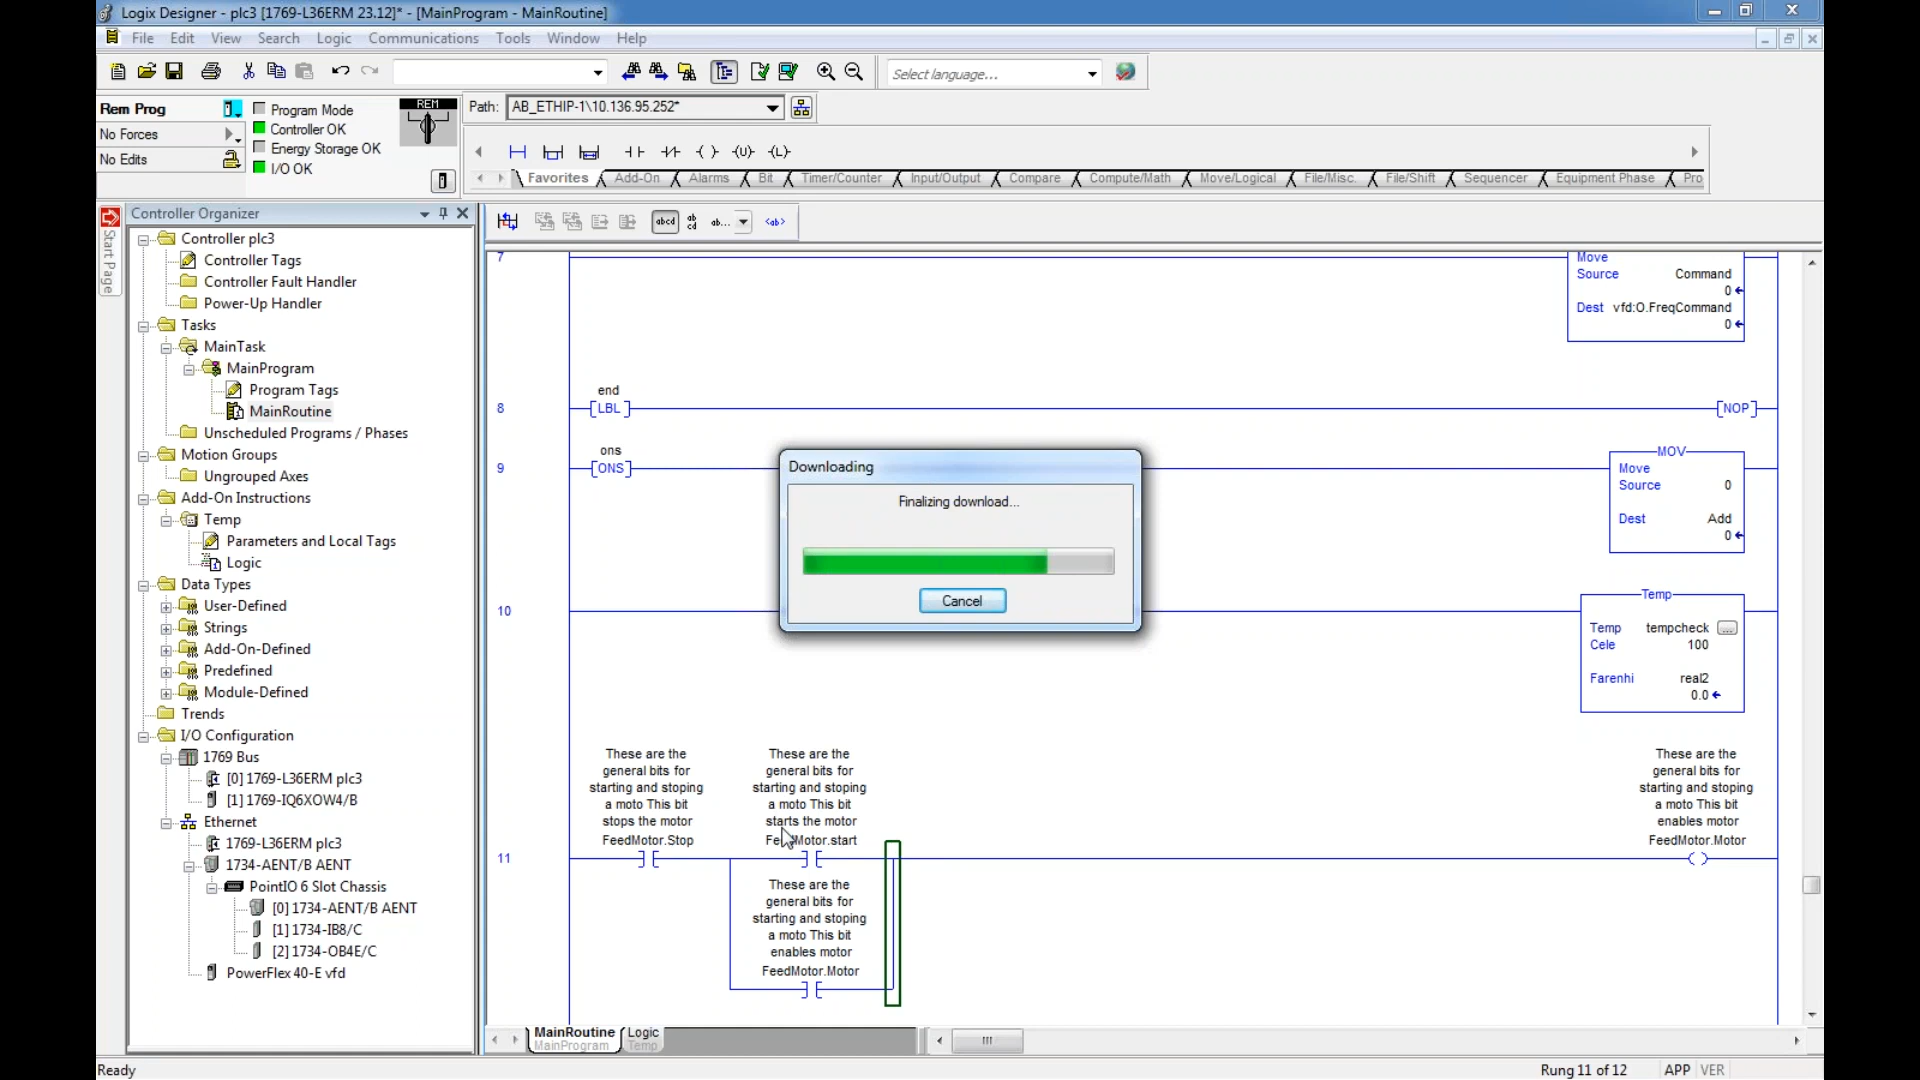 Logix Designer - plc3 [1769-L36ERM 23.12]* - [MainProgram - MainRoutine]
File Edit View Search Logic Communications Tools Window Help
Select language...
Rem Prog
No Forces
No Edits
Program Mode
Controller OK
Energy Storage OK
I/O OK
REM
Path: AB_ETHIP-1\10.136.95.252*
Favorites Add-On Alarms Bit Timer/Counter Input/Output Compare Compute/Math Move/Logical File/Misc. File/Shift Sequencer Equipment Phase Pro
Start Page
Controller Organizer
Controller plc3
Controller Tags
Controller Fault Handler
Power-Up Handler
Tasks
MainTask
MainProgram
Program Tags
MainRoutine
Unscheduled Programs / Phases
Motion Groups
Ungrouped Axes
Add-On Instructions
Temp
Parameters and Local Tags
Logic
Data Types
User-Defined
Strings
Add-On-Defined
Predefined
Module-Defined
Trends
I/O Configuration
1769 Bus
[0] 1769-L36ERM plc3
[1] 1769-IQ6XOW4/B
Ethernet
1769-L36ERM plc3
1734-AENT/B AENT
PointIO 6 Slot Chassis
[0] 1734-AENT/B AENT
[1] 1734-IB8/C
[2] 1734-OB4E/C
PowerFlex 40-E vfd
abcd ab cd ab... <ab>
7
Move
Source Command
0
Dest vfd:O.FreqCommand
0
8
end
LBL
NOP
9
ons
ONS
MOV
Move
Source 0
Dest Add
0
Downloading
Finalizing download...
Cancel
10
Temp
Temp tempcheck ...
Cele 100
Farenhi real2
0.0
11
These are the
general bits for
starting and stoping
a moto This bit
stops the motor
FeedMotor.Stop
These are the
general bits for
starting and stoping
a moto This bit
starts the motor
FeedMotor.start
These are the
general bits for
starting and stoping
a moto This bit
enables motor
FeedMotor.Motor
These are the
general bits for
starting and stoping
a moto This bit
enables motor
FeedMotor.Motor
MainRoutine
MainProgram
Logic
Temp
Ready
Rung 11 of 12 APP VER